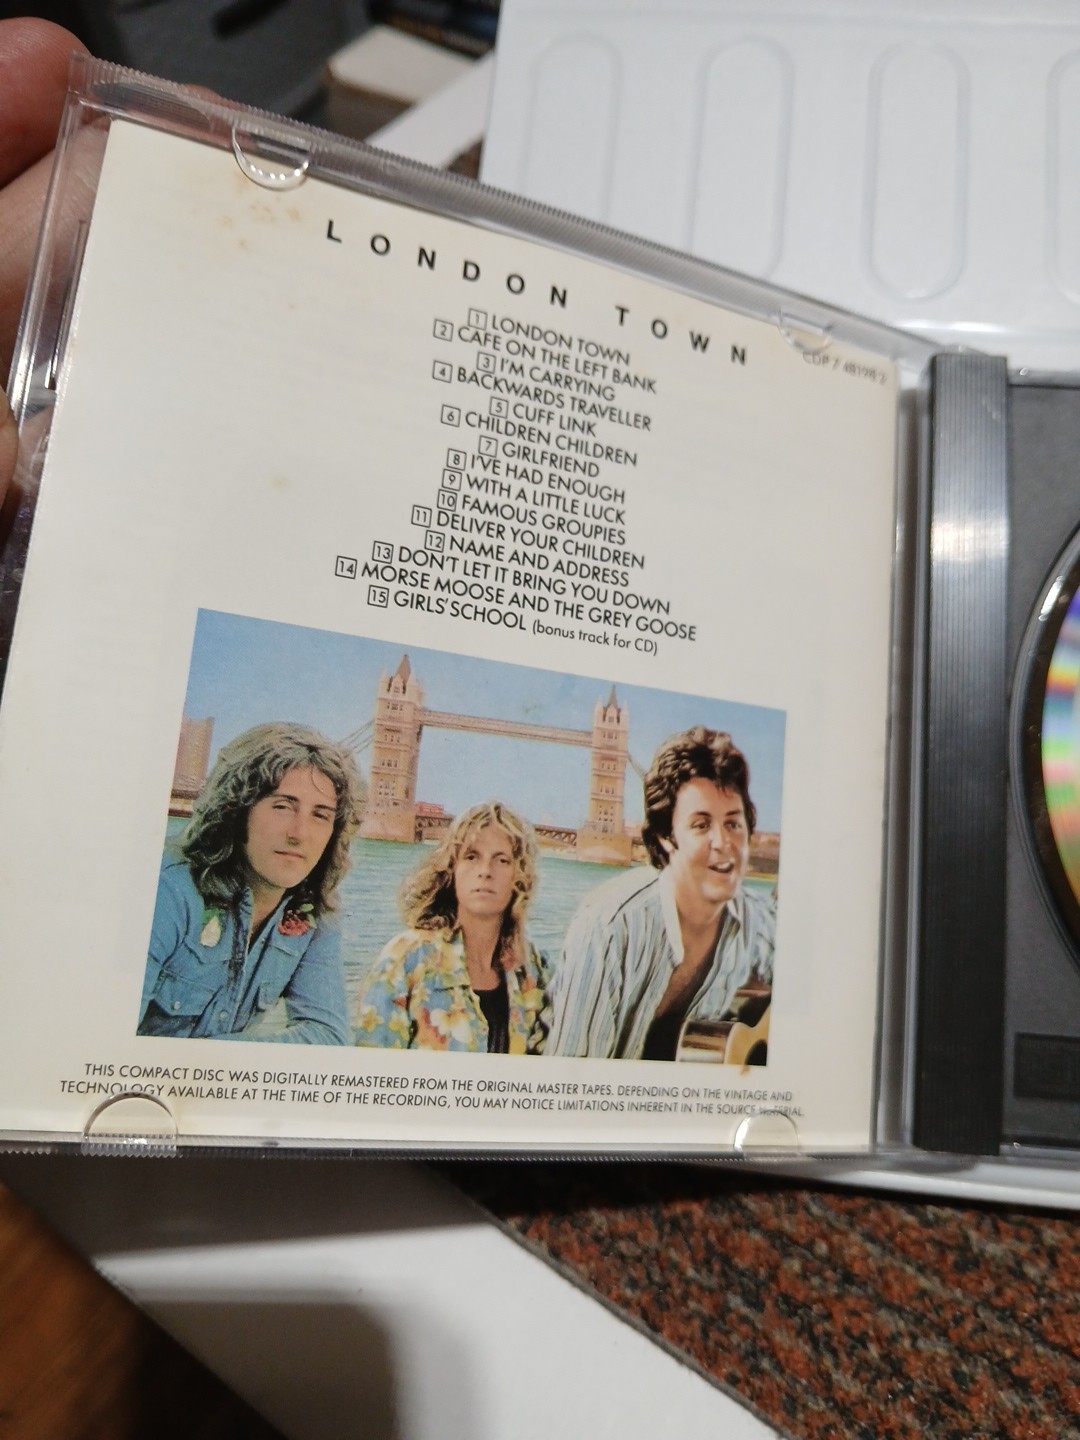 LONDON TOWN
CDP 7 48198 2
1 LONDON TOWN
2 CAFE ON THE LEFT BANK
3 I'M CARRYING
4 BACKWARDS TRAVELLER
5 CUFF LINK
6 CHILDREN CHILDREN
7 GIRLFRIEND
8 I'VE HAD ENOUGH
9 WITH A LITTLE LUCK
10 FAMOUS GROUPIES
11 DELIVER YOUR CHILDREN
12 NAME AND ADDRESS
13 DON'T LET IT BRING YOU DOWN
14 MORSE MOOSE AND THE GREY GOOSE
15 GIRLS' SCHOOL (bonus track for CD)
THIS COMPACT DISC WAS DIGITALLY REMASTERED FROM THE ORIGINAL MASTER TAPES. DEPENDING ON THE VINTAGE AND
TECHNOLOGY AVAILABLE AT THE TIME OF THE RECORDING, YOU MAY NOTICE LIMITATIONS INHERENT IN THE SOURCE MATERIAL.